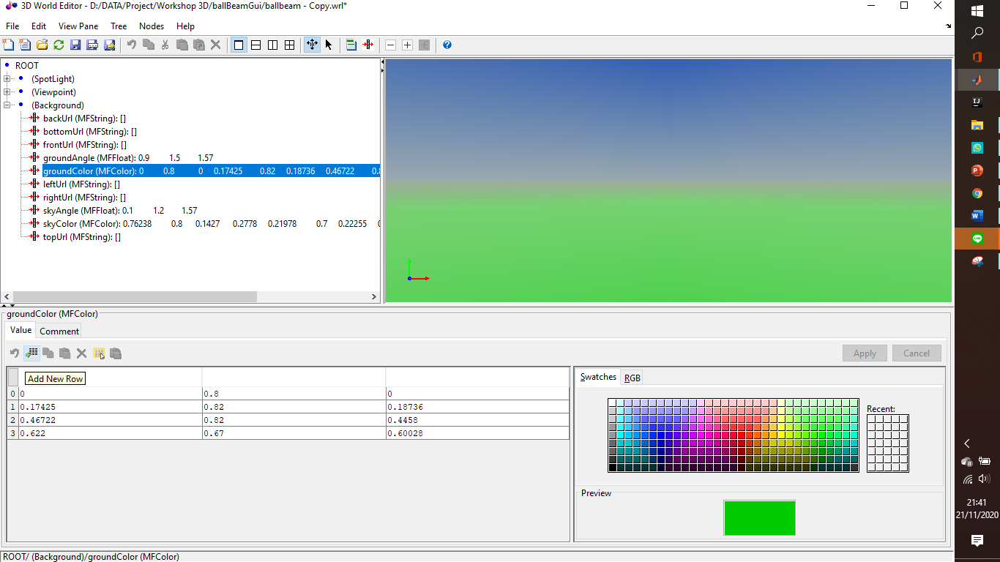 3D World Editor - D:/DATA/Project/Workshop 3D/ballBeamGui/ballbeam - Copy.wrl*
File Edit View Pane Tree Nodes Help
ROOT
(SpotLight)
(Viewpoint)
(Background)
backUrl (MFString): []
bottomUrl (MFString): []
frontUrl (MFString): []
groundAngle (MFFloat): 0.9 1.5 1.57
groundColor (MFColor): 0 0.8 0 0.17425 0.82 0.18736 0.46722
leftUrl (MFString): []
rightUrl (MFString): []
skyAngle (MFFloat): 0.1 1.2 1.57
skyColor (MFColor): 0.76238 0.8 0.1427 0.2778 0.21978 0.7 0.22255
topUrl (MFString): []
groundColor (MFColor)
Value Comment
Apply Cancel
Add New Row
0 0 0.8 0
1 0.17425 0.82 0.18736
2 0.46722 0.82 0.4458
3 0.622 0.67 0.60028
Swatches RGB
Recent:
Preview
ROOT/ (Background)/groundColor (MFColor)
IJ
LINE
21:41
21/11/2020